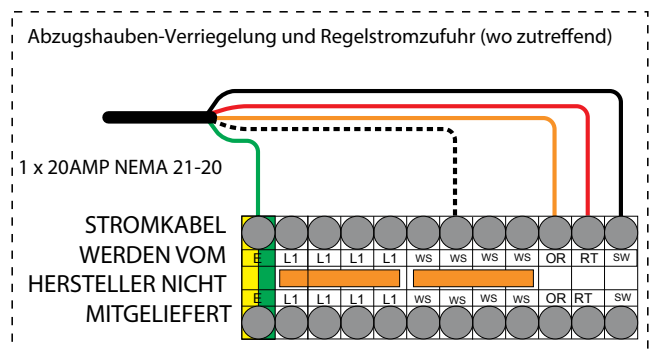 Abzugshauben-Verriegelung und Regelstromzufuhr (wo zutreffend)
1 x 20AMP NEMA 21-20
STROMKABEL
WERDEN VOM
HERSTELLER NICHT
MITGELIEFERT
E L1 L1 L1 L1 ws ws ws ws OR RT sw
E L1 L1 L1 L1 ws ws ws ws OR RT sw